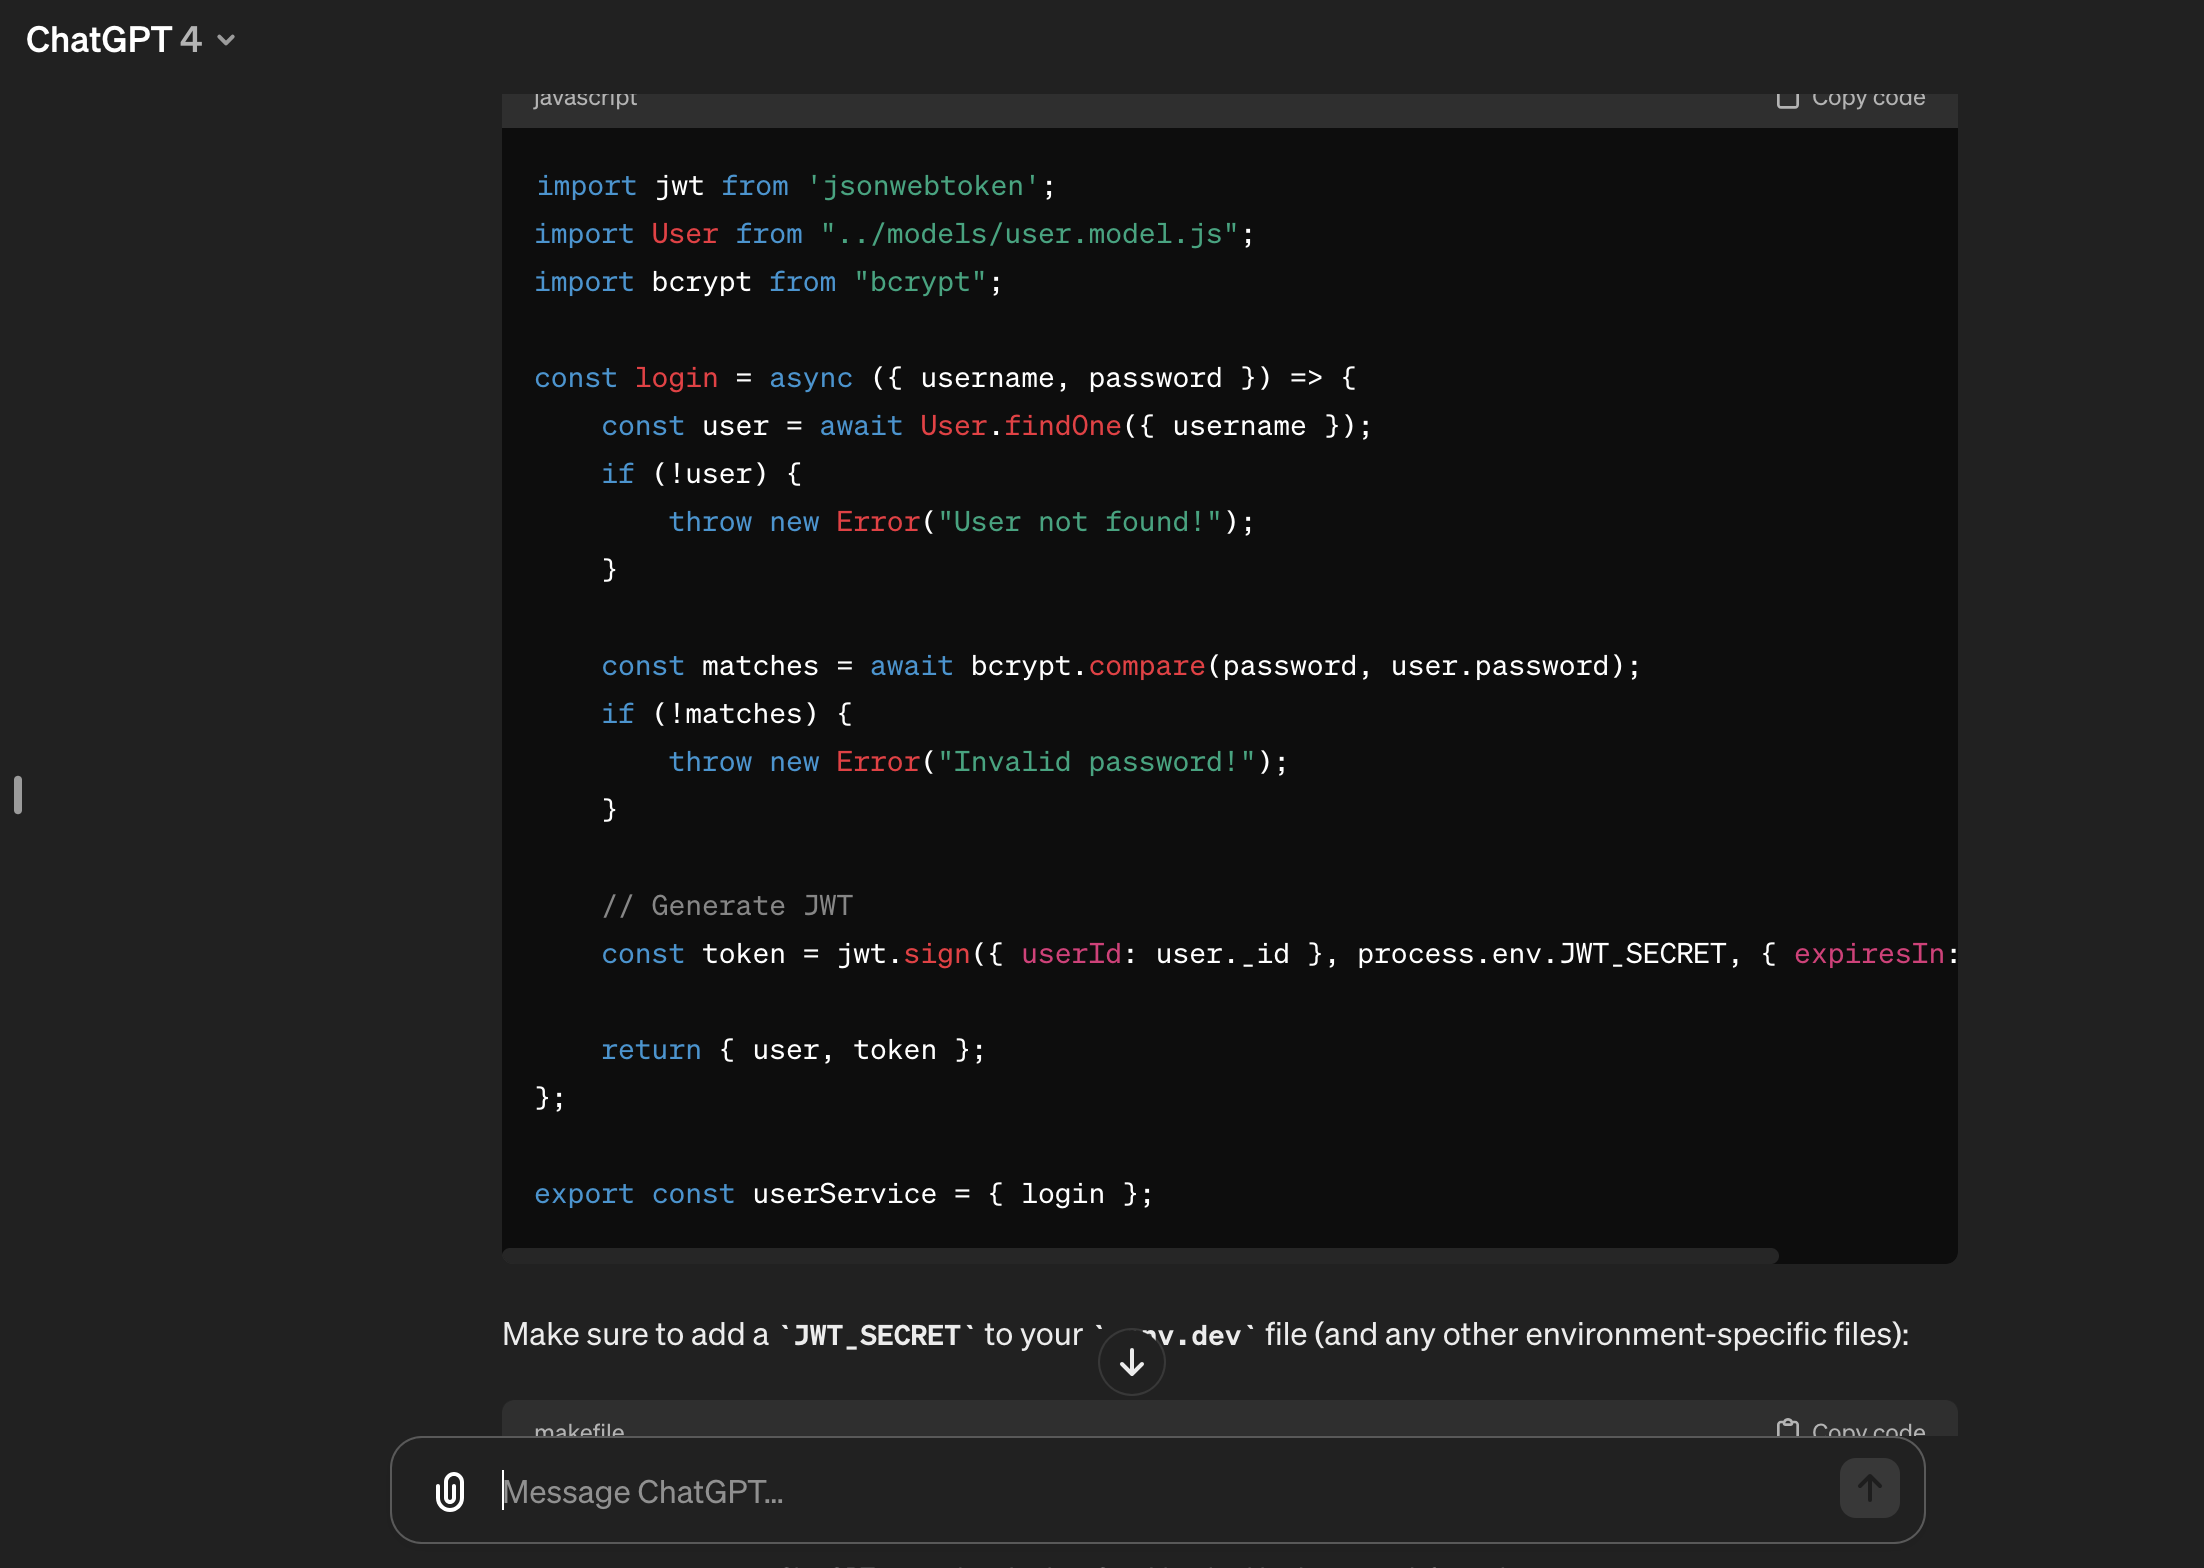 ChatGPT 4
javascript
Copy code
import jwt from 'jsonwebtoken';
import User from "../models/user.model.js";
import bcrypt from "bcrypt";
const login = async ({ username, password }) => {
    const user = await User.findOne({ username });
    if (!user) {
        throw new Error("User not found!");
    }
    const matches = await bcrypt.compare(password, user.password);
    if (!matches) {
        throw new Error("Invalid password!");
    }
    // Generate JWT
    const token = jwt.sign({ userId: user._id }, process.env.JWT_SECRET, { expiresIn:
    return { user, token };
};
export const userService = { login };
Make sure to add a `JWT_SECRET` to your ` nv.dev` file (and any other environment-specific files):
makefile
Copy code
Message ChatGPT...